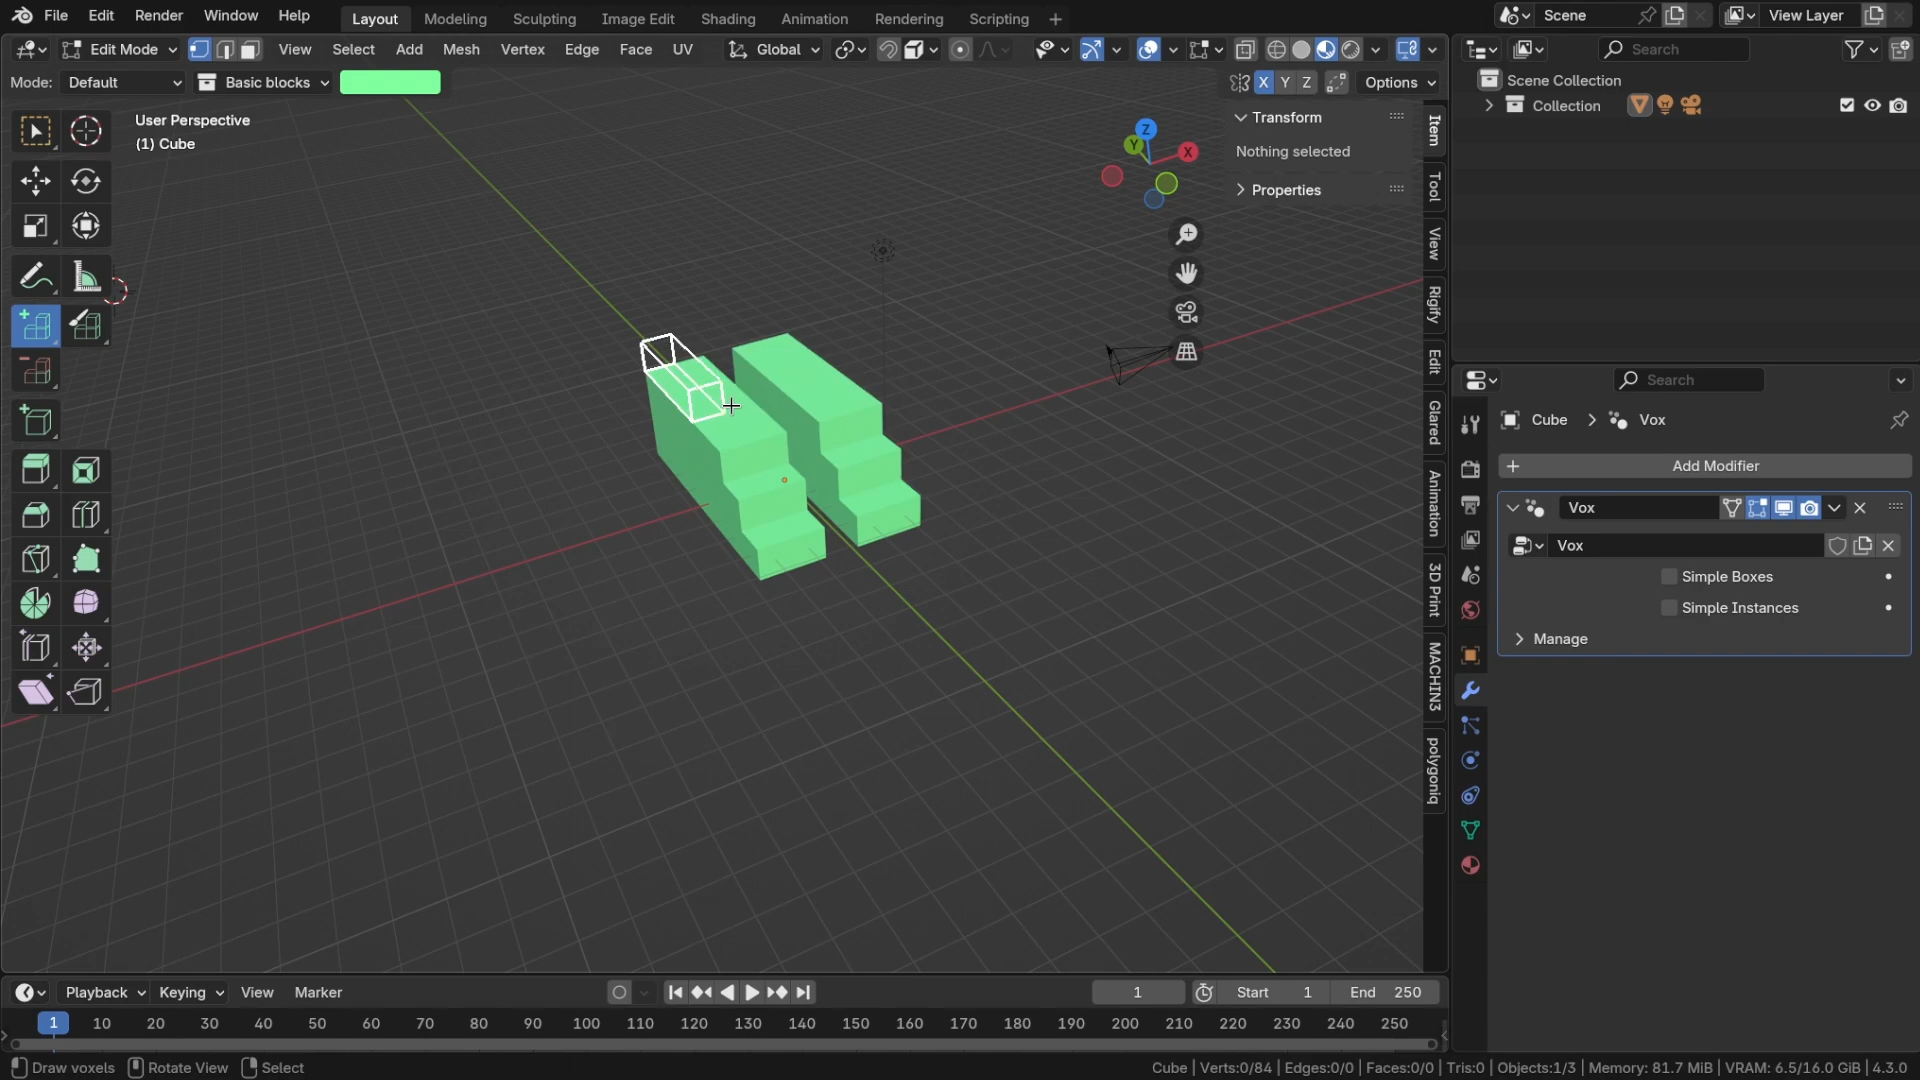 File Edit Render Window Help Layout Modeling Sculpting Image Edit Shading Animation Rendering Scripting Scene View Layer
Edit Mode View Select Add Mesh Vertex Edge Face UV Global Search
Mode: Default Basic blocks X Y Z Options Scene Collection
Collection
User Perspective
(1) Cube
Transform
Nothing selected
Properties
Z
Y
X
Item
Tool
View
Rigify
Edit
Glared
Animation
3D Print
MACHIN3
polygoniq
Search
Cube Vox
Add Modifier
Vox
Vox
Simple Boxes
Simple Instances
Manage
Playback Keying View Marker 1 Start 1 End 250
1 10 20 30 40 50 60 70 80 90 100 110 120 130 140 150 160 170 180 190 200 210 220 230 240 250
Draw voxels Rotate View Select Cube | Verts:0/84 | Edges:0/0 | Faces:0/0 | Tris:0 | Objects:1/3 | Memory: 81.7 MiB | VRAM: 6.5/16.0 GiB | 4.3.0